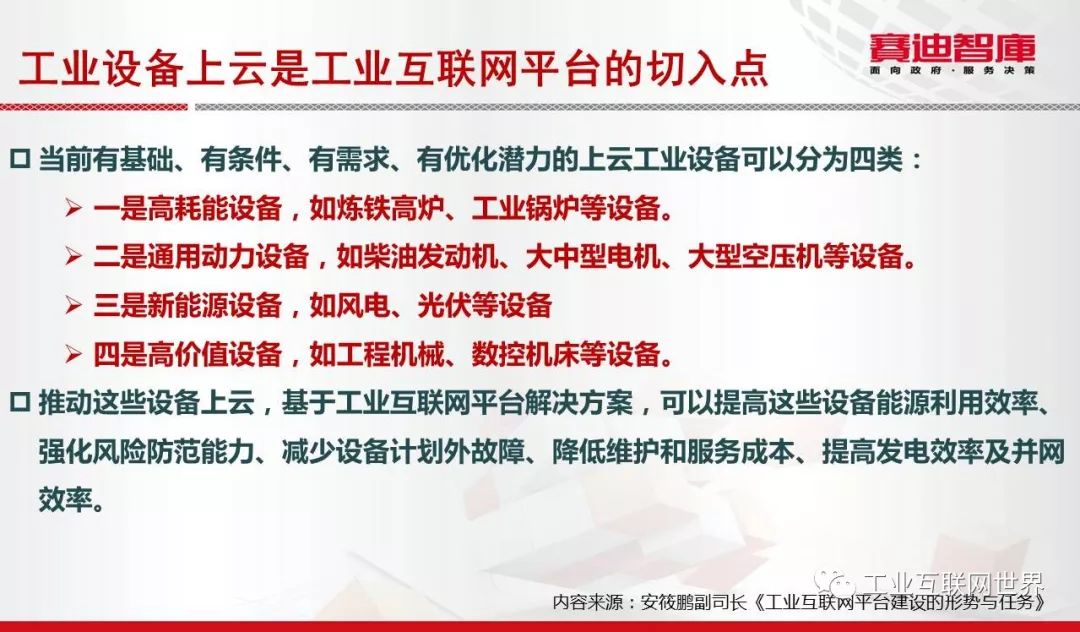 工业设备上云是工业互联网平台的切入点
赛迪智庫
面向政府·服务决策
当前有基础、有条件、有需求、有优化潜力的上云工业设备可以分为四类：
一是高耗能设备，如炼铁高炉、工业锅炉等设备。
二是通用动力设备，如柴油发动机、大中型电机、大型空压机等设备。
三是新能源设备，如风电、光伏等设备
四是高价值设备，如工程机械、数控机床等设备。
推动这些设备上云，基于工业互联网平台解决方案，可以提高这些设备能源利用效率、
强化风险防范能力、减少设备计划外故障、降低维护和服务成本、提高发电效率及并网
效率。
工业互联网世界
内容来源：安筱鹏副司长《工业互联网平台建设的形势与任务》